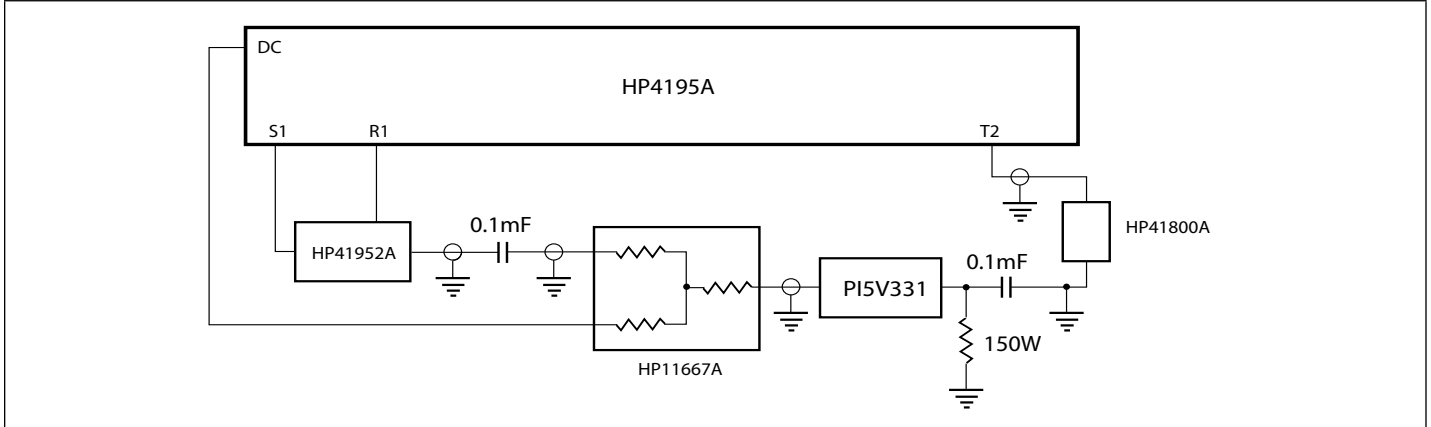 DC
HP4195A
S1
R1
T2
0.1mF
HP41952A
HP41800A
0.1mF
PI5V331
150W
HP11667A